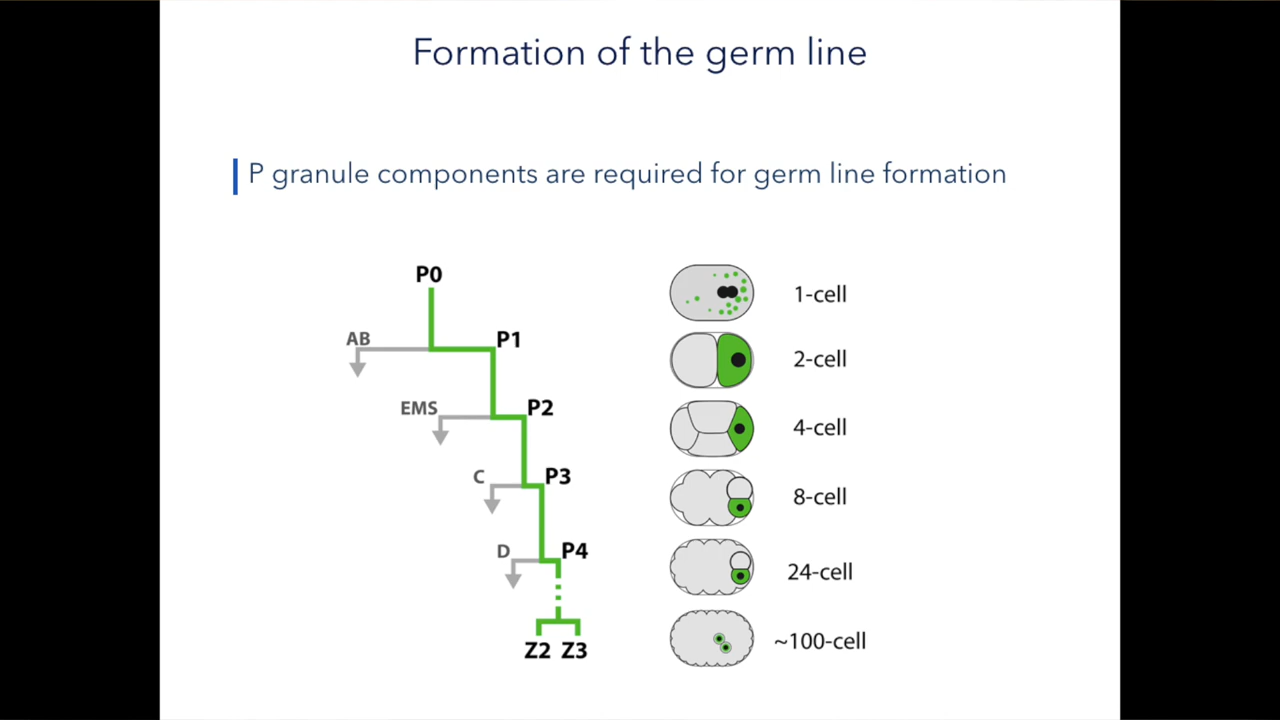 Formation of the germ line
P granule components are required for germ line formation
P0
1-cell
AB
P1
2-cell
EMS
P2
4-cell
C
P3
8-cell
D
P4
24-cell
Z2 Z3
~100-cell